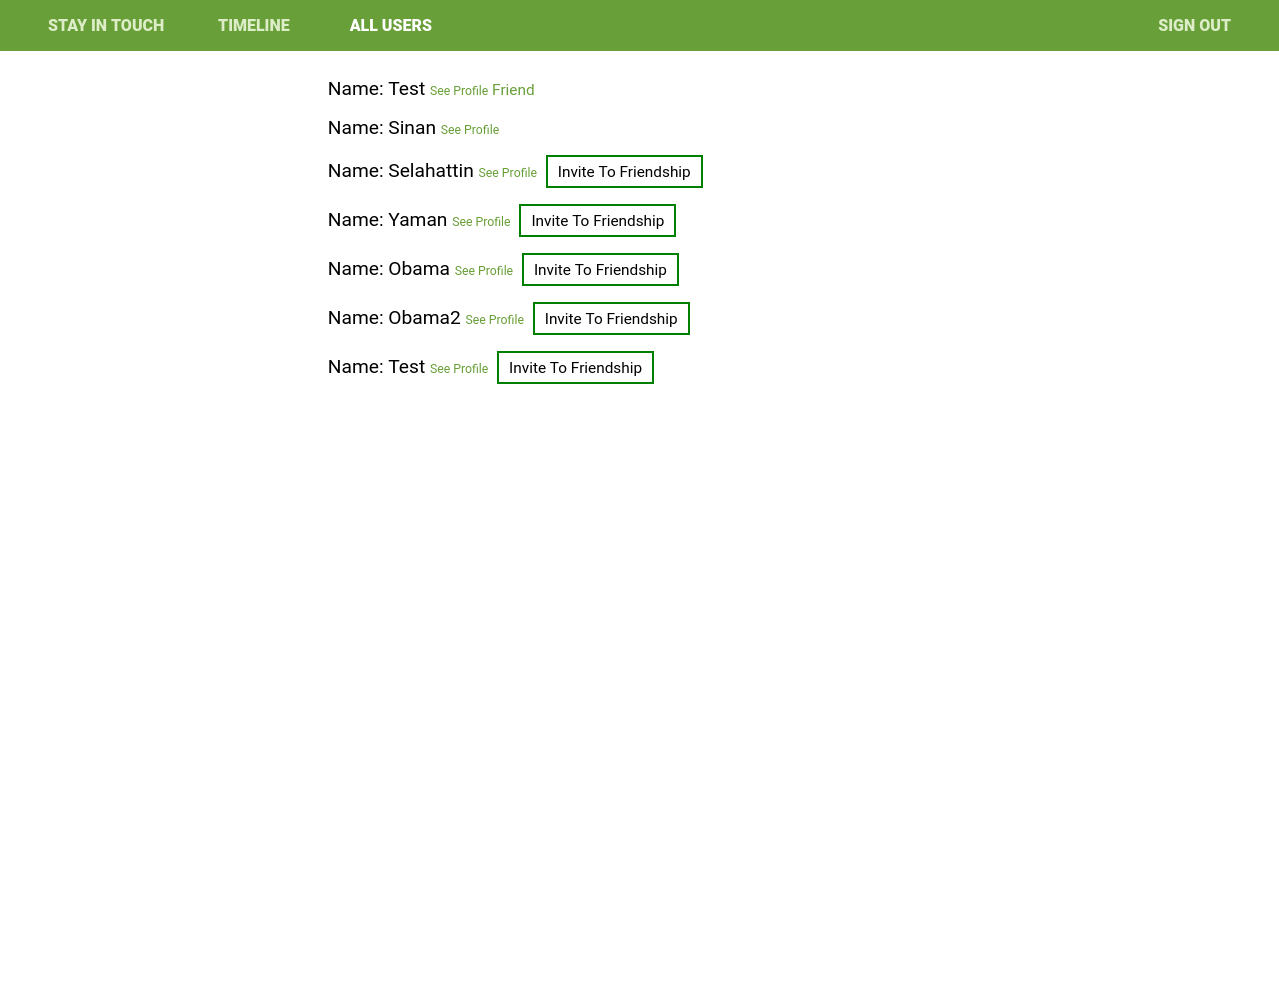 STAY IN TOUCH TIMELINE ALL USERS SIGN OUT
Name: Test See Profile Friend
Name: Sinan See Profile
Name: Selahattin See Profile Invite To Friendship
Name: Yaman See Profile Invite To Friendship
Name: Obama See Profile Invite To Friendship
Name: Obama2 See Profile Invite To Friendship
Name: Test See Profile Invite To Friendship